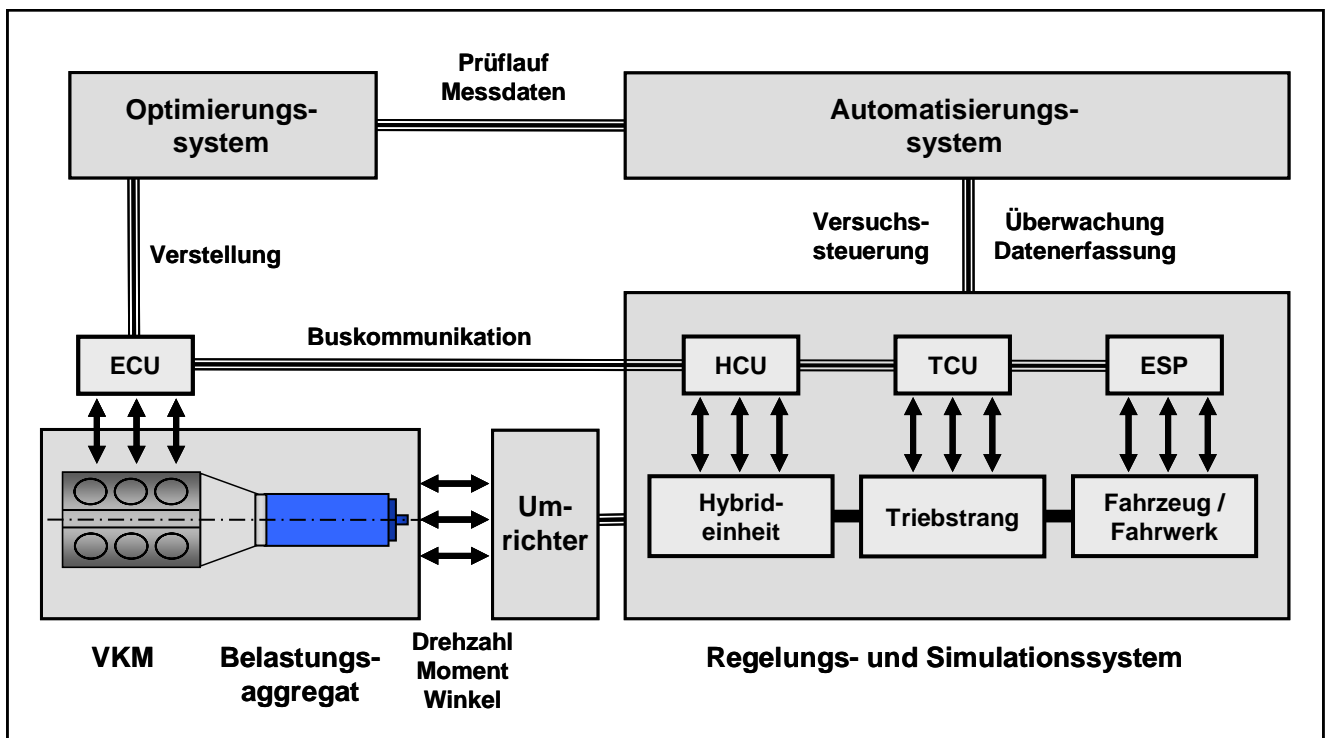 Prüflauf
Messdaten
Optimierungs-
system
Automatisierungs-
system
Verstellung
Versuchs-
steuerung
Überwachung
Datenerfassung
Buskommunikation
ECU
HCU
TCU
ESP
Um-
richter
Hybrid-
einheit
Triebstrang
Fahrzeug /
Fahrwerk
VKM
Belastungs-
aggregat
Drehzahl
Moment
Winkel
Regelungs- und Simulationssystem